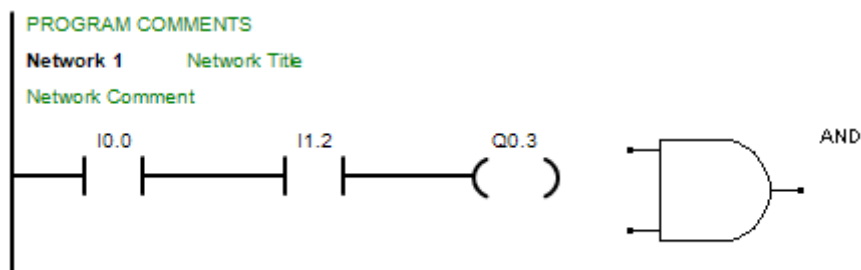 PROGRAM COMMENTS
Network 1 Network Title
Network Comment
I0.0 I1.2 Q0.3 AND